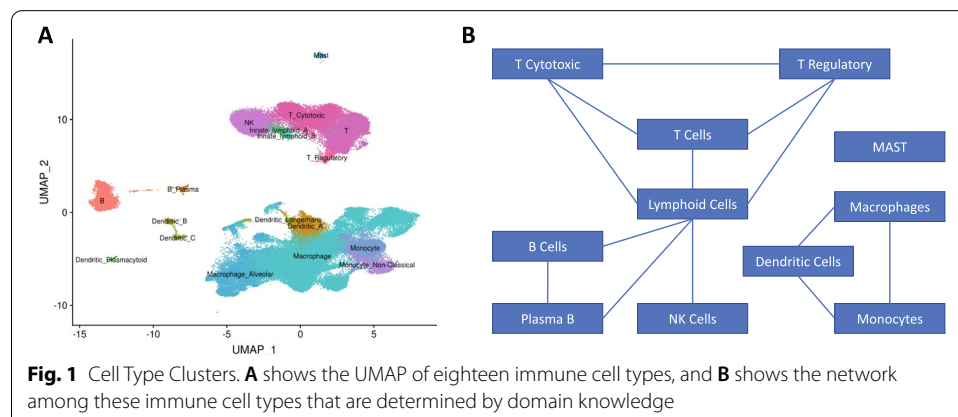 A
B
Mast
T Cytotoxic
T Regulatory
10
NK
T_Cytotoxic
Innate_lymphoid_A
T
Innate_lymphoid_B
T_Regulatory
T Cells
MAST
UMAP_2
B
B_Plasma
Lymphoid Cells
Macrophages
0
Dendritic_B
Dendritic_Langerhans
Dendritic_A
Dendritic_C
B Cells
Monocyte
Dendritic_Plasmacytoid
Macrophage
Monocyte_Non-Classical
Dendritic Cells
Macrophage_Alveolar
-10
Plasma B
NK Cells
Monocytes
-15
-10
-5
0
5
UMAP_1
Fig. 1 Cell Type Clusters. A shows the UMAP of eighteen immune cell types, and B shows the network
among these immune cell types that are determined by domain knowledge